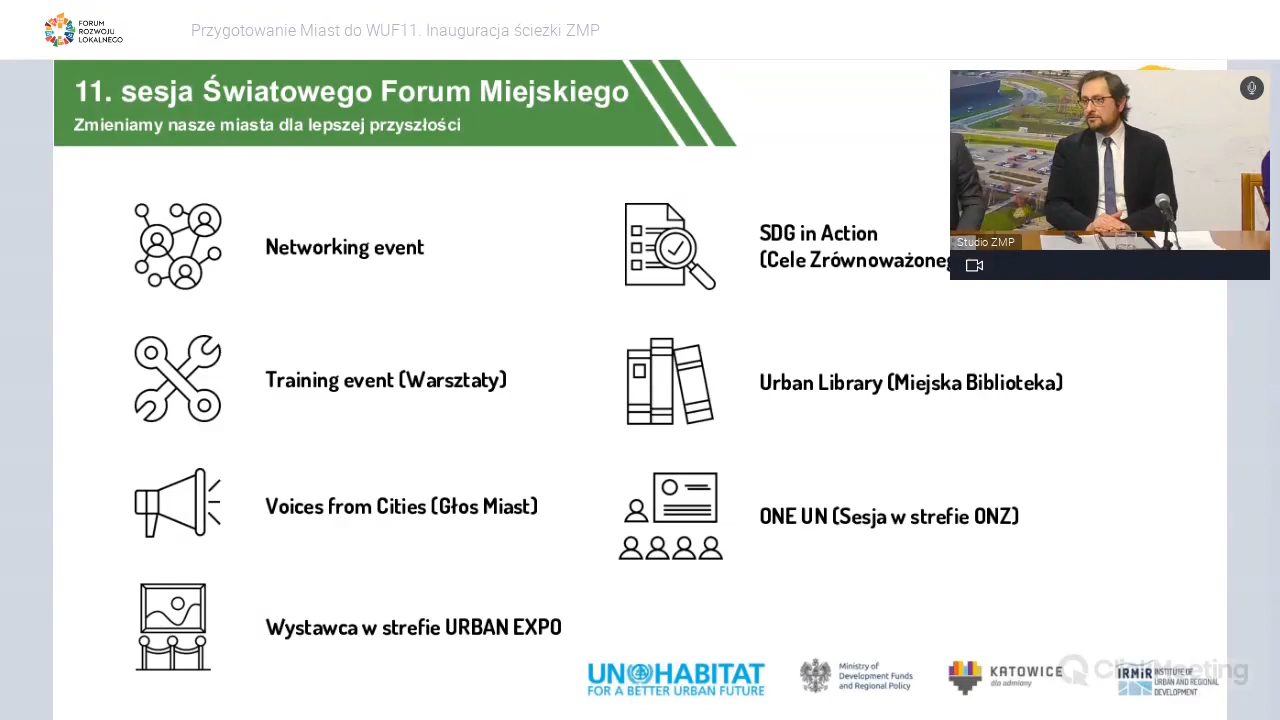 FORUM
ROZWOJU
LOKALNEGO
Przygotowanie Miast do WUF11. Inauguracja ścieżki ZMP
11. sesja Światowego Forum Miejskiego
Zmieniamy nasze miasta dla lepszej przyszłości
Studio ZMP
Networking event
SDG in Action
(Cele Zrównoważoneg
Training event (Warsztaty)
Urban Library (Miejska Biblioteka)
Voices from Cities (Głos Miast)
ONE UN (Sesja w strefie ONZ)
Wystawca w strefie URBAN EXPO
UN HABITAT
FOR A BETTER URBAN FUTURE
Ministry of
Development Funds
and Regional Policy
KATOWICE
dla odmiany
ClickMeeting
IRMiR
INSTITUTE OF
URBAN AND REGIONAL
DEVELOPMENT